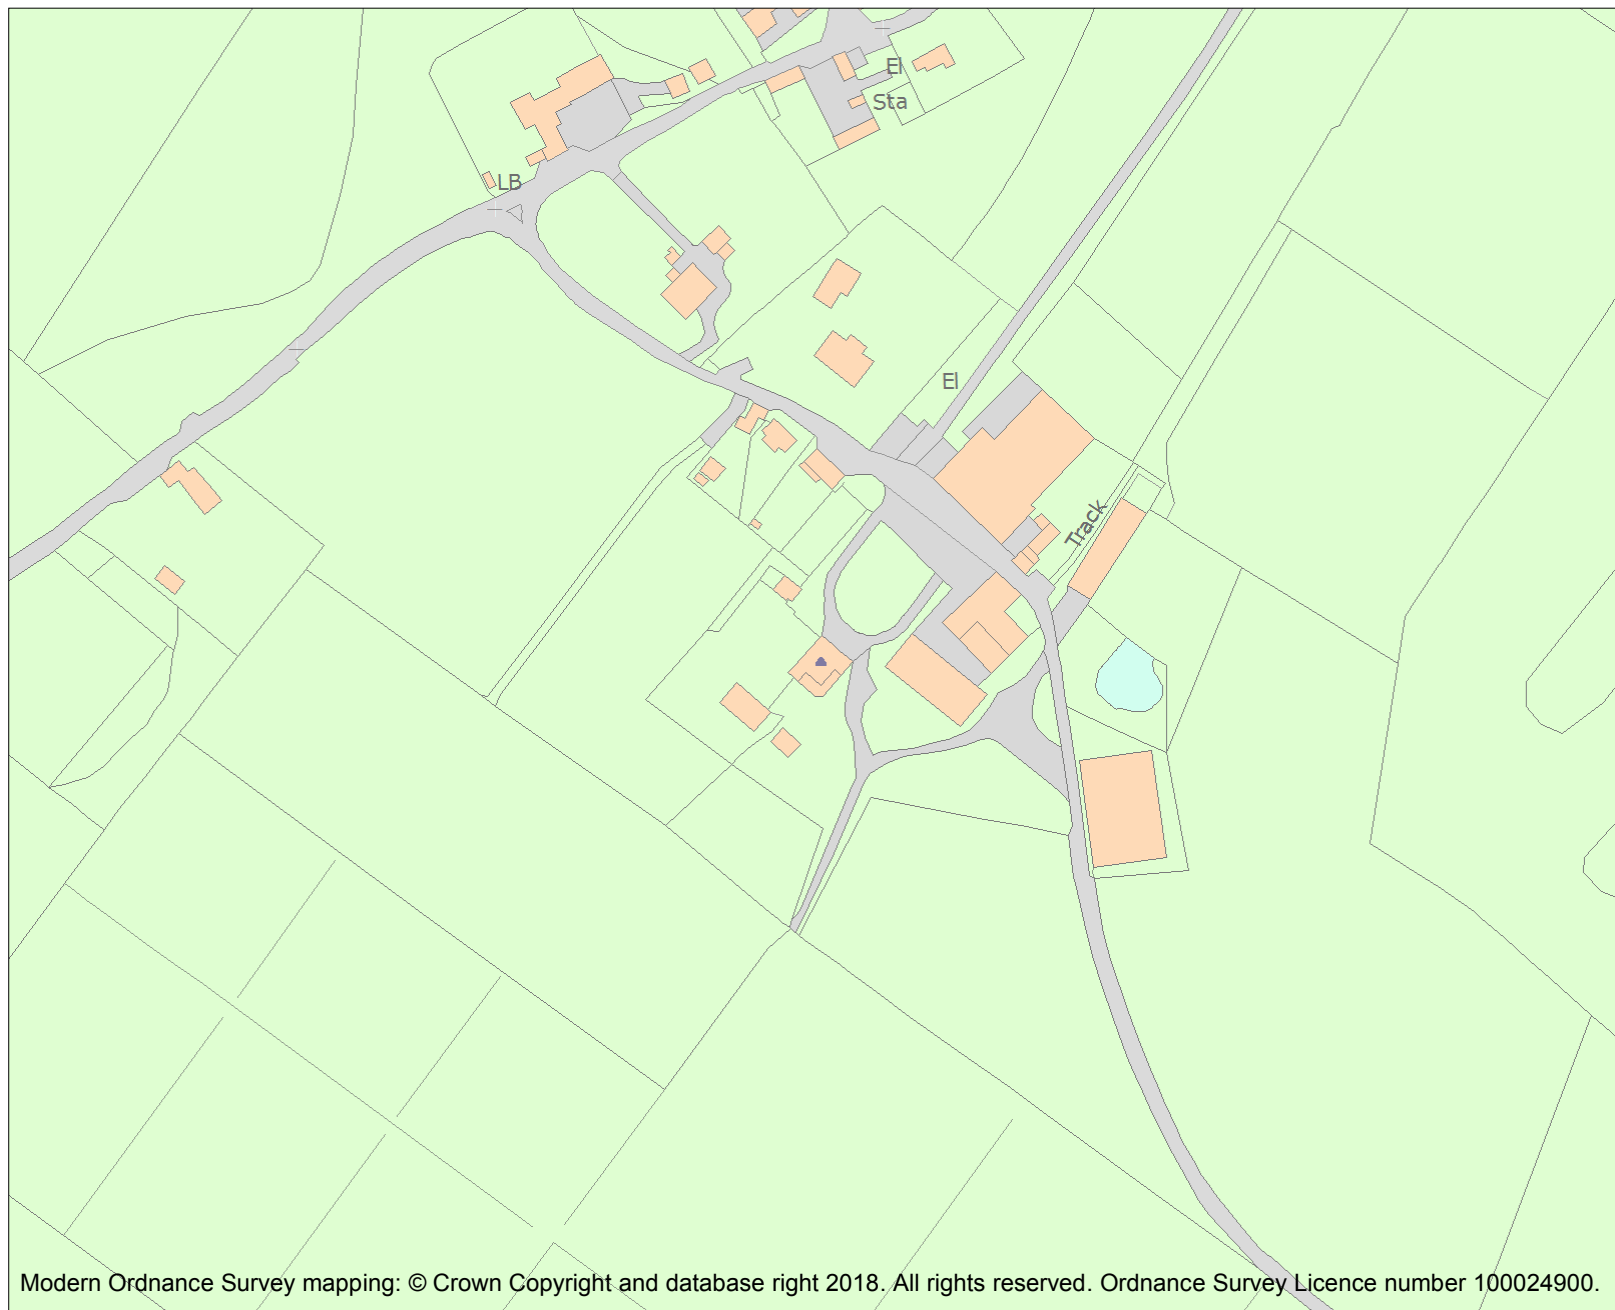 El
Sta
LB
El
Track
Modern Ordnance Survey mapping: © Crown Copyright and database right 2018. All rights reserved. Ordnance Survey Licence number 100024900.